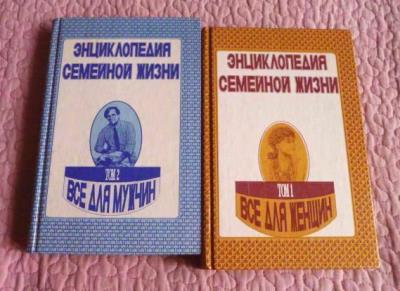 ЭНЦИКЛОПЕДИЯ
СЕМЕЙНОЙ ЖИЗНИ
ТОМ 2
ВСЕ ДЛЯ МУЖЧИН
ЭНЦИКЛОПЕДИЯ
СЕМЕЙНОЙ ЖИЗНИ
ТОМ 1
ВСЕ ДЛЯ ЖЕНЩИН